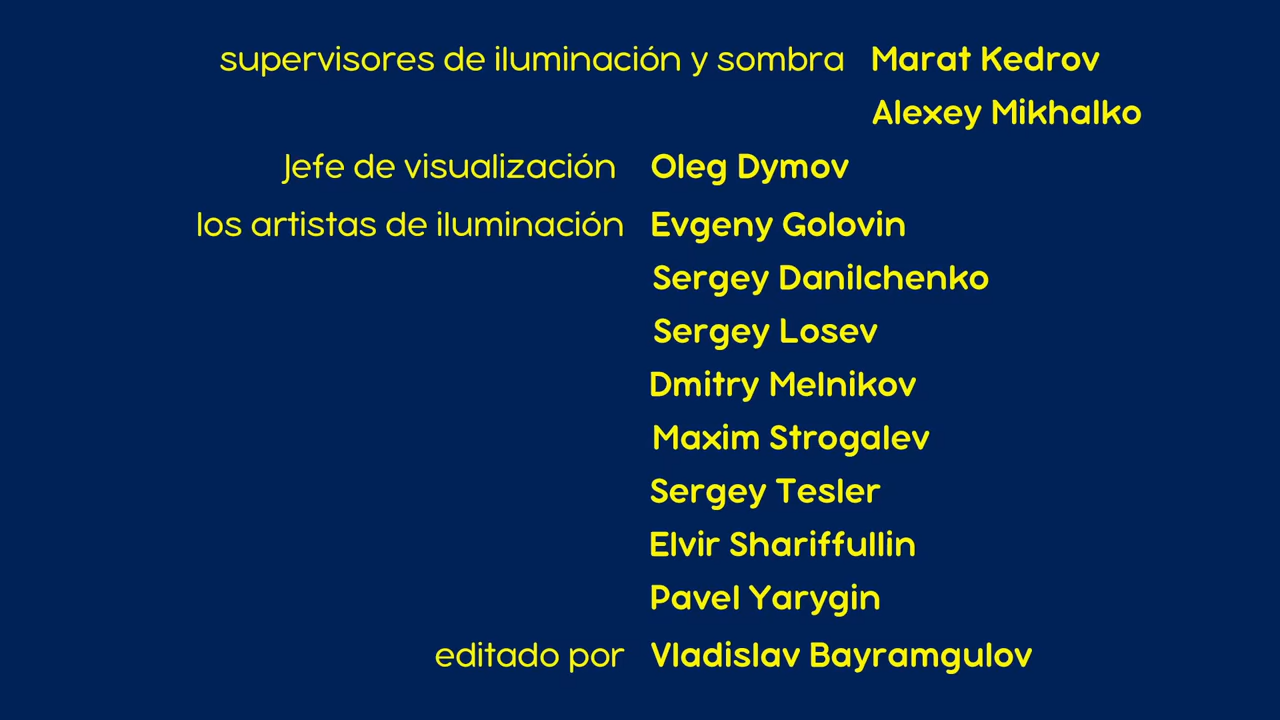 supervisores de iluminación y sombra Marat Kedrov
Alexey Mikhalko
Jefe de visualización Oleg Dymov
los artistas de iluminación Evgeny Golovin
Sergey Danilchenko
Sergey Losev
Dmitry Melnikov
Maxim Strogalev
Sergey Tesler
Elvir Shariffullin
Pavel Yarygin
editado por Vladislav Bayramgulov